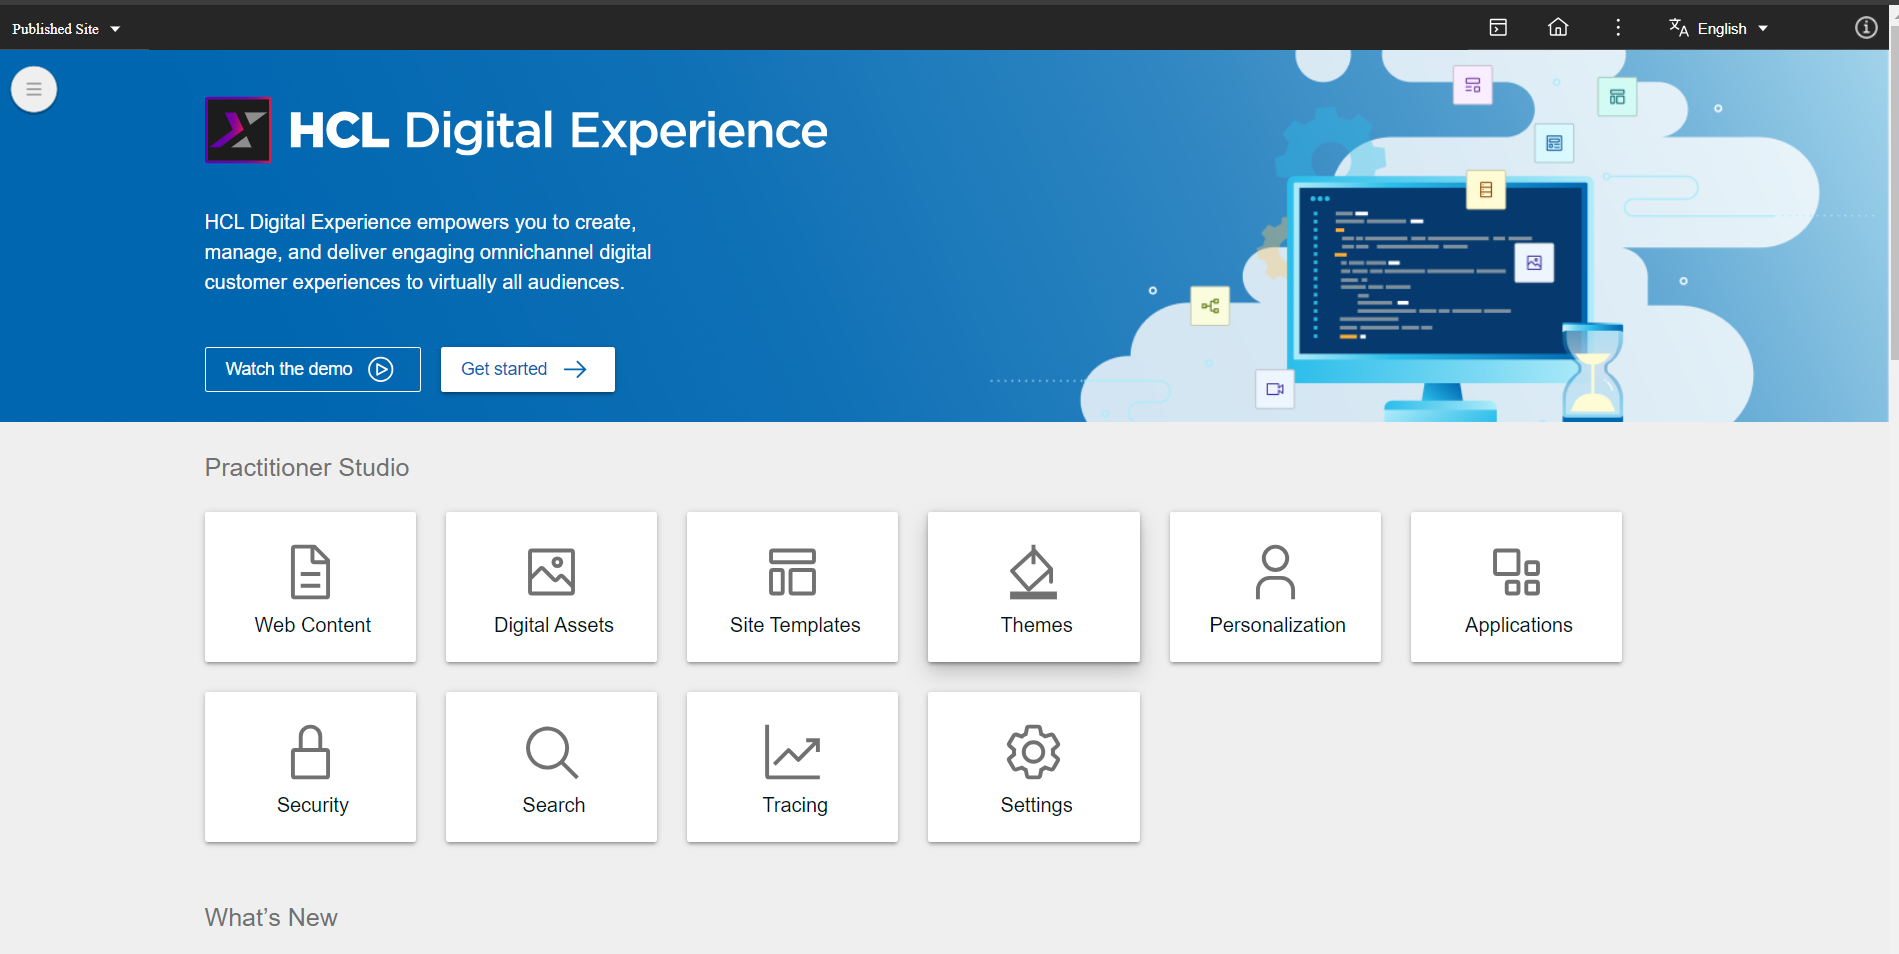 Published Site
English
HCL Digital Experience
HCL Digital Experience empowers you to create,
manage, and deliver engaging omnichannel digital
customer experiences to virtually all audiences.
Watch the demo
Get started
Practitioner Studio
Web Content
Digital Assets
Site Templates
Themes
Personalization
Applications
Security
Search
Tracing
Settings
What’s New